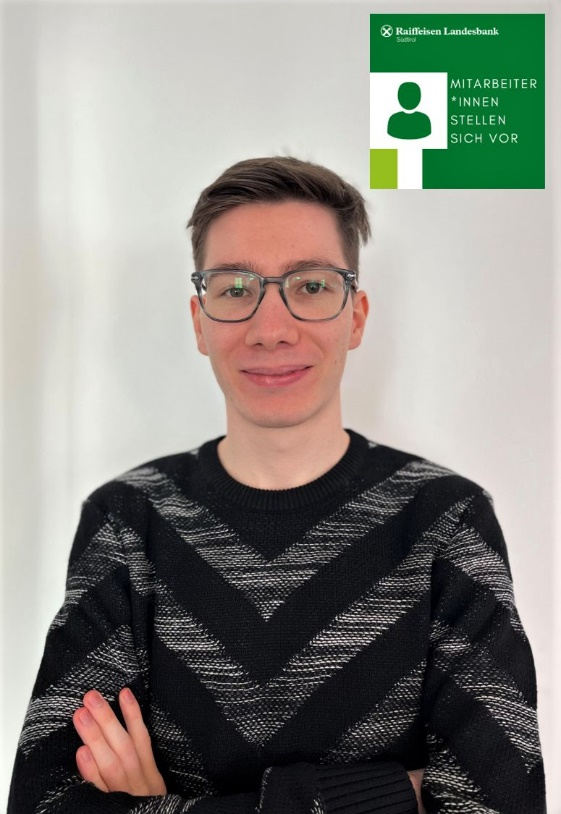 Raiffeisen Landesbank
Südtirol
MITARBEITER
*INNEN
STELLEN
SICH VOR